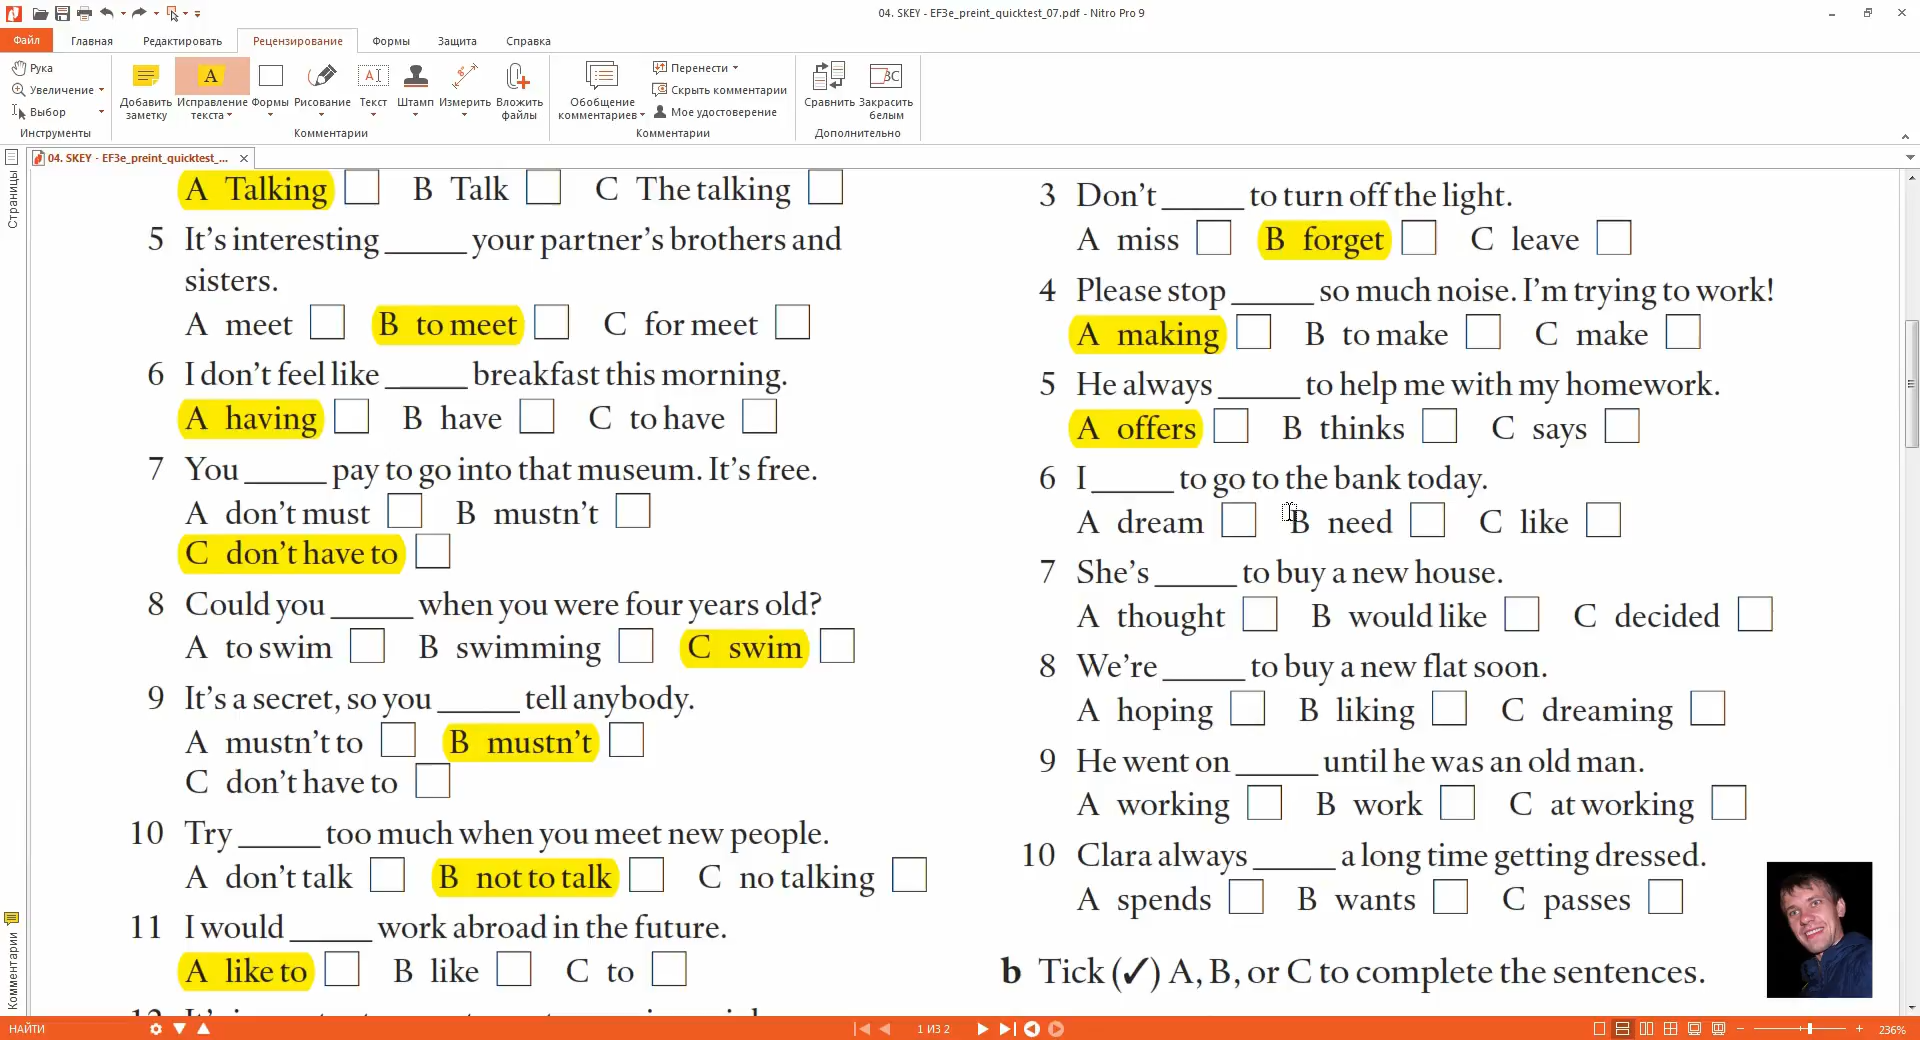 04. SKEY - EF3e_preint_quicktest_07.pdf - Nitro Pro 9
Файл
Главная
Редактировать
Рецензирование
Формы
Защита
Справка
Рука
Увеличение
Выбор
Инструменты
Добавить
заметку
Исправление
текста
Формы
Рисование
Текст
Штамп
Измерить
Вложить
файлы
Комментарии
Обобщение
комментариев
Перенести
Скрыть комментарии
Мое удостоверение
Комментарии
Сравнить
Закрасить
белым
Дополнительно
04. SKEY - EF3e_preint_quicktest_...
Страницы
Комментарии
A Talking B Talk C The talking
5 It's interesting _____ your partner's brothers and
sisters.
A meet B to meet C for meet
6 I don't feel like _____ breakfast this morning.
A having B have C to have
7 You _____ pay to go into that museum. It's free.
A don't must B mustn't
C don't have to
8 Could you _____ when you were four years old?
A to swim B swimming C swim
9 It's a secret, so you _____ tell anybody.
A mustn't to B mustn't
C don't have to
10 Try _____ too much when you meet new people.
A don't talk B not to talk C no talking
11 I would _____ work abroad in the future.
A like to B like C to
3 Don't _____ to turn off the light.
A miss B forget C leave
4 Please stop _____ so much noise. I'm trying to work!
A making B to make C make
5 He always _____ to help me with my homework.
A offers B thinks C says
6 I _____ to go to the bank today.
A dream B need C like
7 She's _____ to buy a new house.
A thought B would like C decided
8 We're _____ to buy a new flat soon.
A hoping B liking C dreaming
9 He went on _____ until he was an old man.
A working B work C at working
10 Clara always _____ a long time getting dressed.
A spends B wants C passes
b Tick (✓) A, B, or C to complete the sentences.
НАЙТИ
1 ИЗ 2
236%